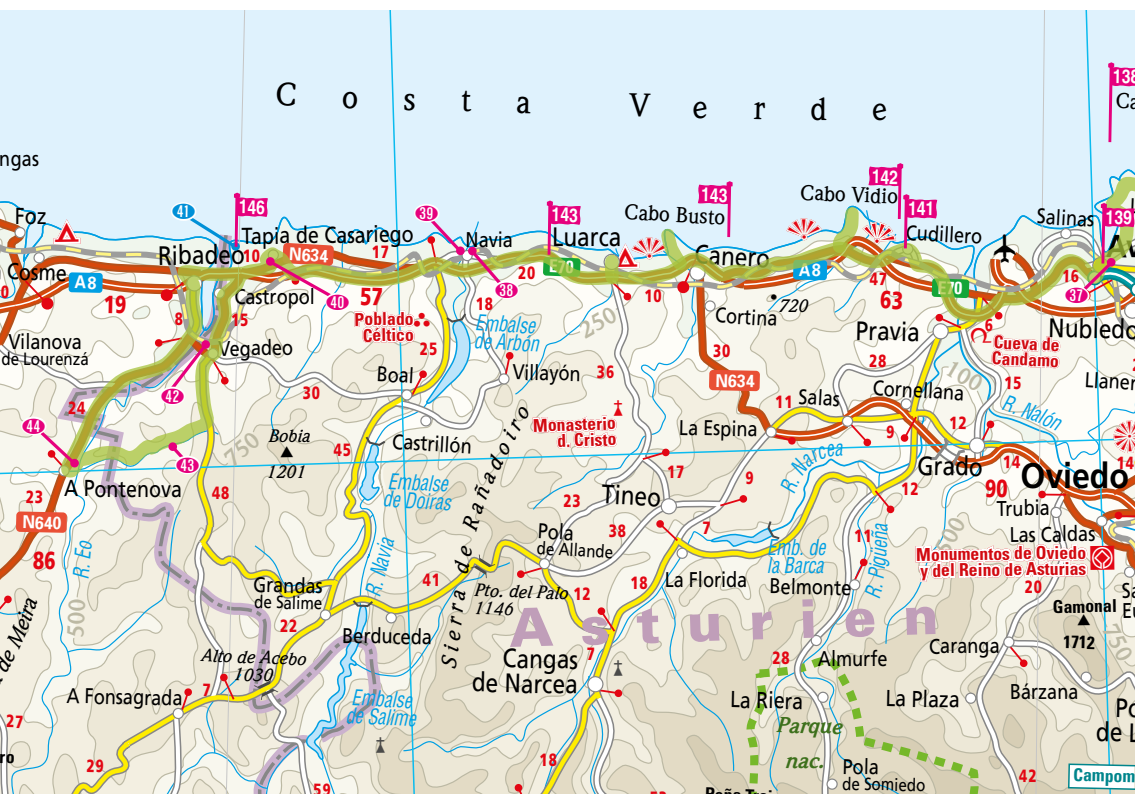 Costa Verde
138
Ca
ngas
41
146
39
143
143
142
141
139
Foz
Tapia de Casariego
Navia
Luarca
Cabo Busto
Cabo Vidio
Cudillero
Salinas
Ribadeo
10
N634
17
Canero
A8
E70
20
38
40
57
10
47
63
E70
16
37
Cosme
A8
19
Castropol
8
15
Poblado
Céltico
18
Embalse
de Arbón
250
720
Cortina
Pravia
6
Cueva de
Candamo
Nubledo
Vilanova
de Lourenzá
Vegadeo
25
Boal
Villayón
36
30
N634
28
100
15
Llaner
42
30
24
44
43
750
Bobia
1201
Castrillón
45
Monasterio
d. Cristo
La Espina
11
Salas
Cornellana
9
12
R. Nalón
Grado
14
Oviedo
14
A Pontenova
23
N640
86
R. Eo
48
Embalse
de Doiras
Sierra de Rañadoiro
23
Tineo
17
9
R. Narcea
12
90
Trubia
Las Caldas
Monumentos de Oviedo
y del Reino de Asturias
500
38
7
Pola
de Allande
Emb. de
la Barca
11
R. Pigüeña
Belmonte
R. Navia
41
Pto. del Palo
1146
12
18
La Florida
20
Gamonal
1712
750
Grandas
de Salime
22
Berduceda
Asturien
500
de Meira
Alto de Acebo
1030
Cangas
de Narcea
7
28
Almurfe
Caranga
A Fonsagrada
7
Embalse
de Salime
La Riera
La Plaza
Bárzana
27
Parque
nac.
Pola
de Somiedo
29
59
18
42
Campom